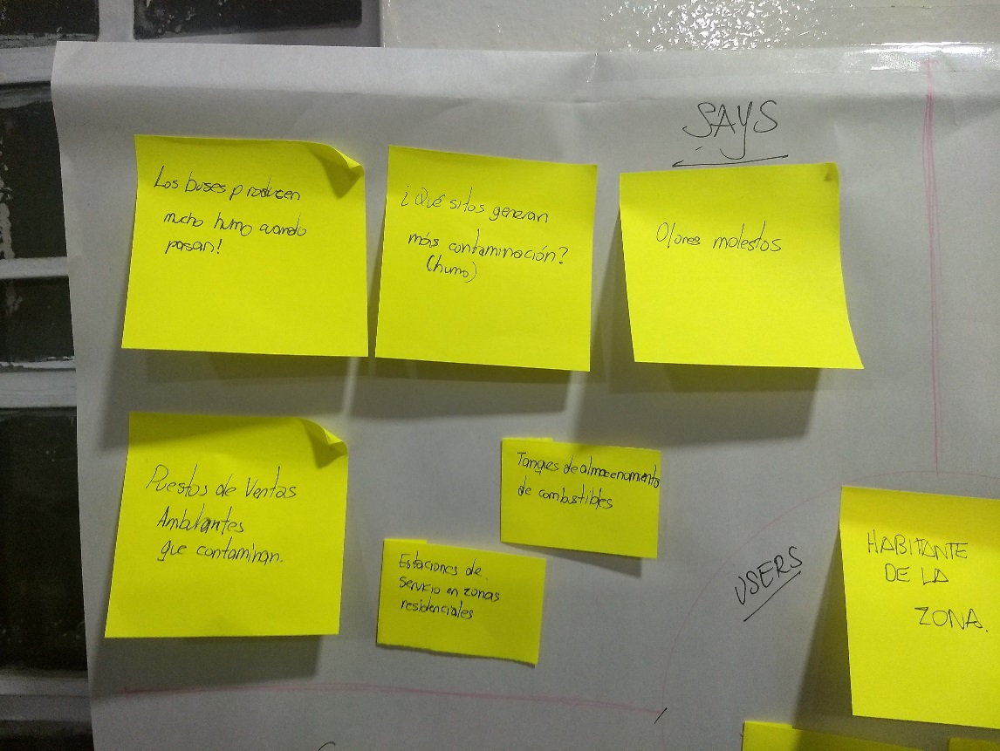 SAYS
Los buses producen
mucho humo cuando
pasan!
¿Qué sitos generan
más contaminación?
(humo)
Olores molestos
Puestos de Ventas
Ambulantes
que contaminan.
Tanques de almacenamiento
de combustibles
Estaciones de
servicio en zonas
residenciales
USERS
HABITANTE
DE LA
ZONA.